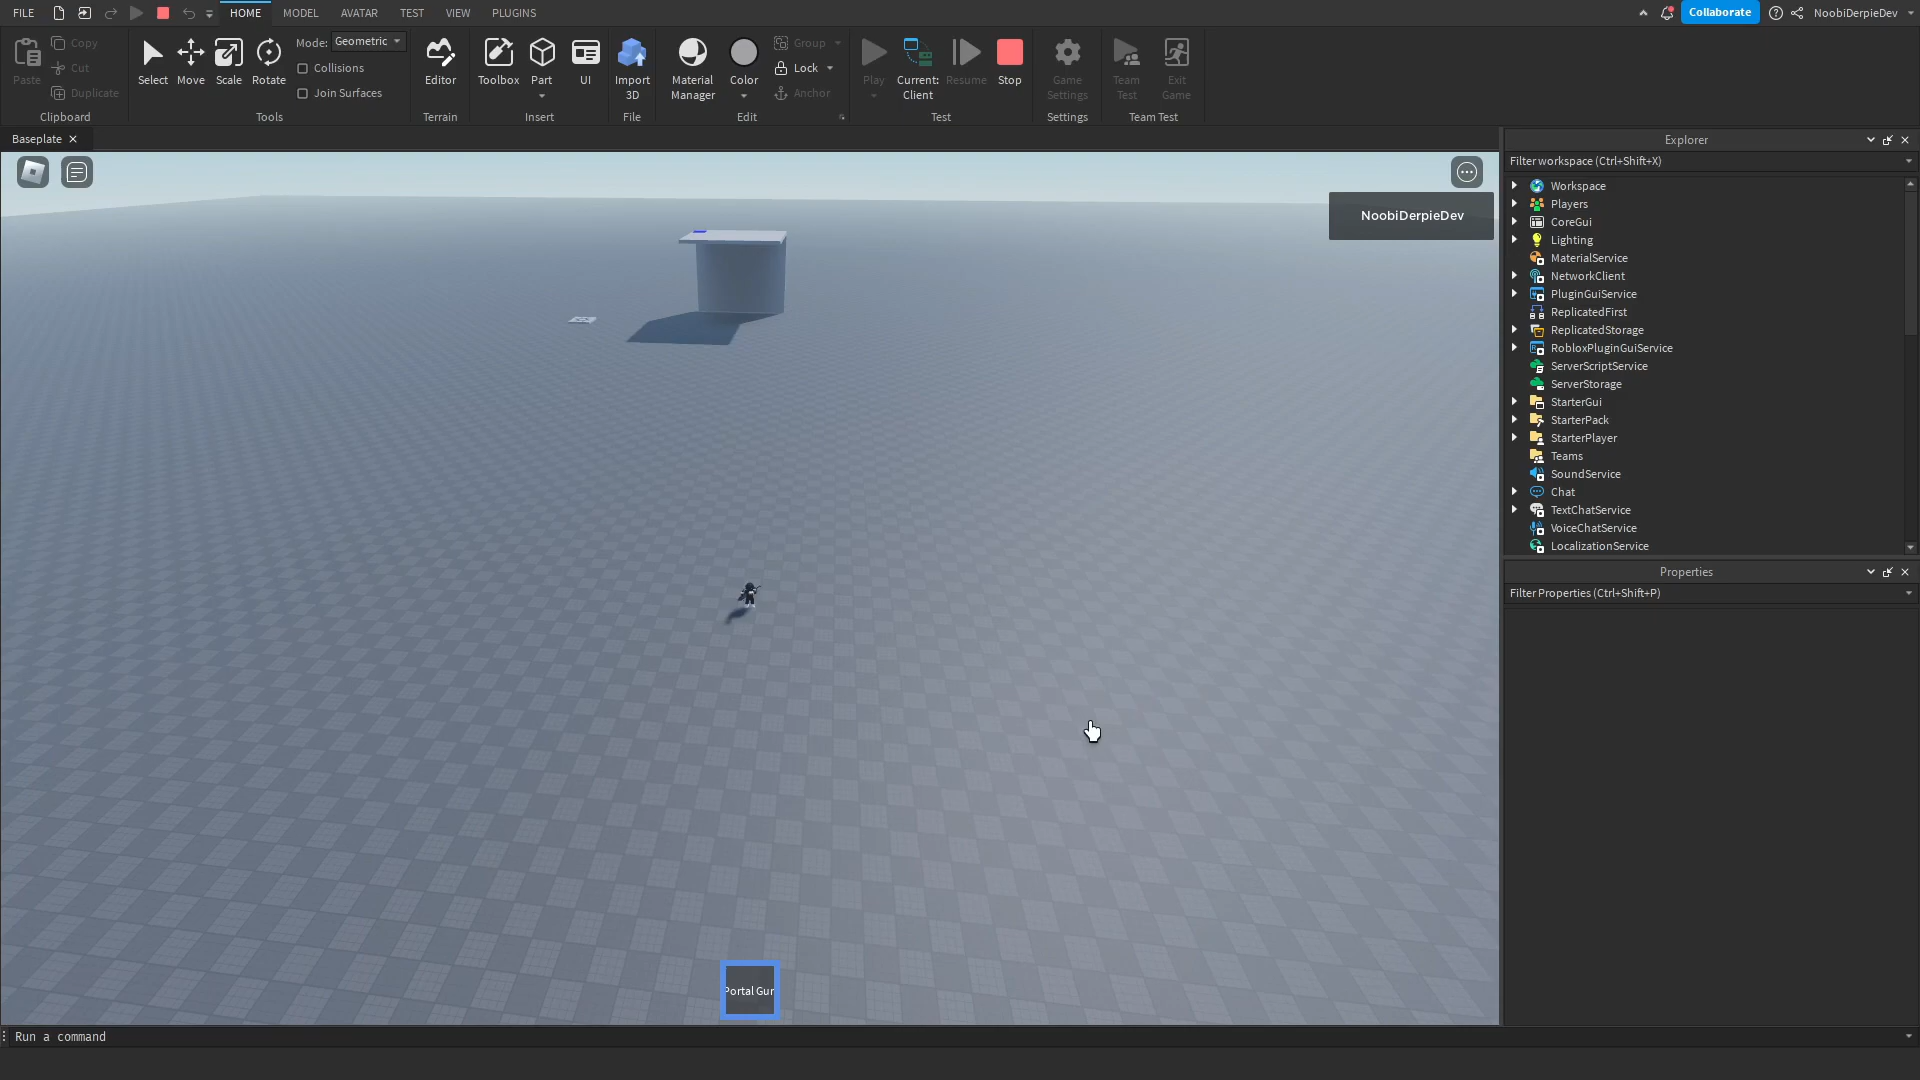 FILE HOME MODEL AVATAR TEST VIEW PLUGINS Collaborate NoobiDerpieDev
Paste Copy Cut Duplicate
Clipboard
Select Move Scale Rotate
Mode: Geometric
Collisions
Join Surfaces
Tools
Editor
Terrain
Toolbox Part UI
Insert
Import 3D
File
Material Manager Color Group Lock Anchor
Edit
Play Current: Client Resume Stop
Test
Game Settings
Settings
Team Test Exit Game
Team Test
Baseplate
NoobiDerpieDev
Portal Gun
Explorer
Filter workspace (Ctrl+Shift+X)
Workspace
Players
CoreGui
Lighting
MaterialService
NetworkClient
PluginGuiService
ReplicatedFirst
ReplicatedStorage
RobloxPluginGuiService
ServerScriptService
ServerStorage
StarterGui
StarterPack
StarterPlayer
Teams
SoundService
Chat
TextChatService
VoiceChatService
LocalizationService
Properties
Filter Properties (Ctrl+Shift+P)
Run a command